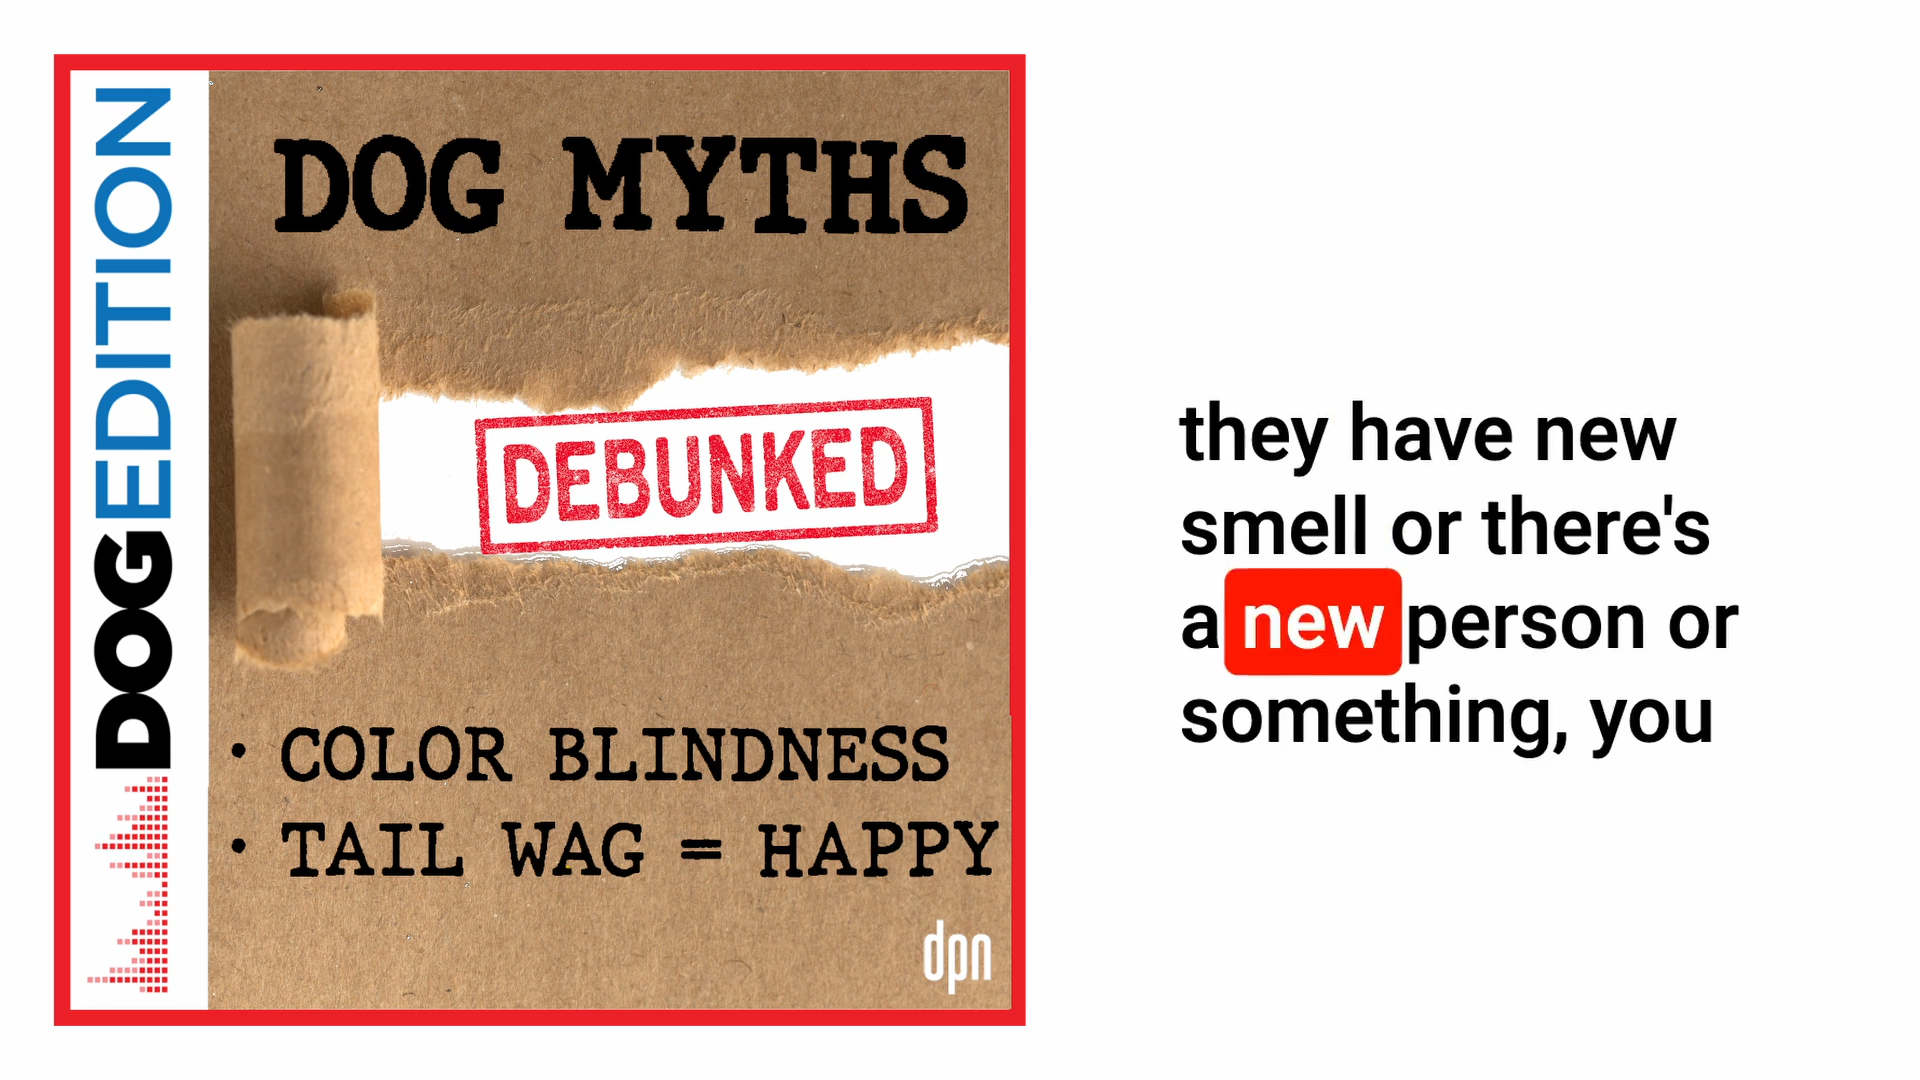 DOGEDITION
DOG MYTHS
DEBUNKED
• COLOR BLINDNESS
• TAIL WAG = HAPPY
dpn
they have new
smell or there's
a new person or
something, you